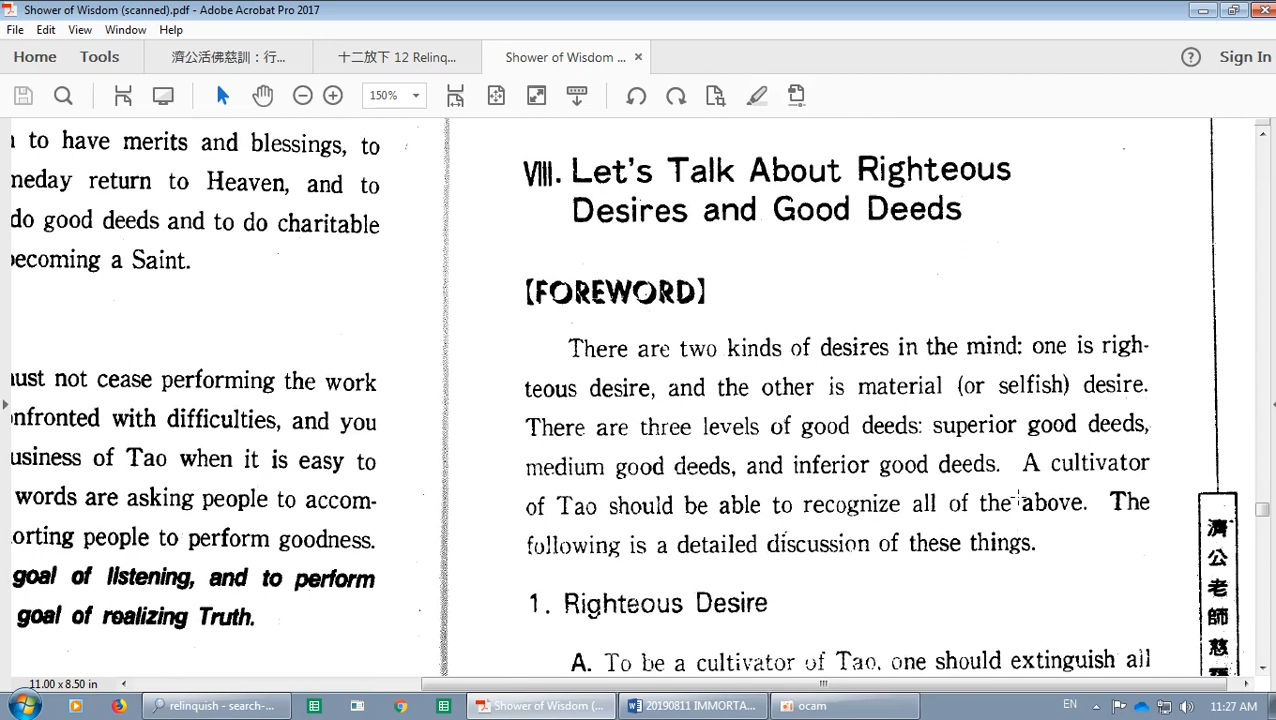 Shower of Wisdom (scanned).pdf - Adobe Acrobat Pro 2017
File Edit View Window Help
Home Tools 濟公活佛慈訓：行... 十二放下 12 Relinq... Shower of Wisdom ... × Sign In
150%
to have merits and blessings, to
meday return to Heaven, and to
do good deeds and to do charitable
becoming a Saint.
ust not cease performing the work
nfronted with difficulties, and you
usiness of Tao when it is easy to
words are asking people to accom-
orting people to perform goodness.
goal of listening, and to perform
goal of realizing Truth.
VIII. Let's Talk About Righteous
Desires and Good Deeds
【FOREWORD】
There are two kinds of desires in the mind: one is righ-
teous desire, and the other is material (or selfish) desire.
There are three levels of good deeds: superior good deeds,
medium good deeds, and inferior good deeds. A cultivator
of Tao should be able to recognize all of the above. The
following is a detailed discussion of these things.
1. Righteous Desire
A. To be a cultivator of Tao, one should extinguish all
濟公老師慈
11.00 x 8.50 in
relinquish - search-... Shower of Wisdom (... 20190811 IMMORTA... ocam EN 11:27 AM